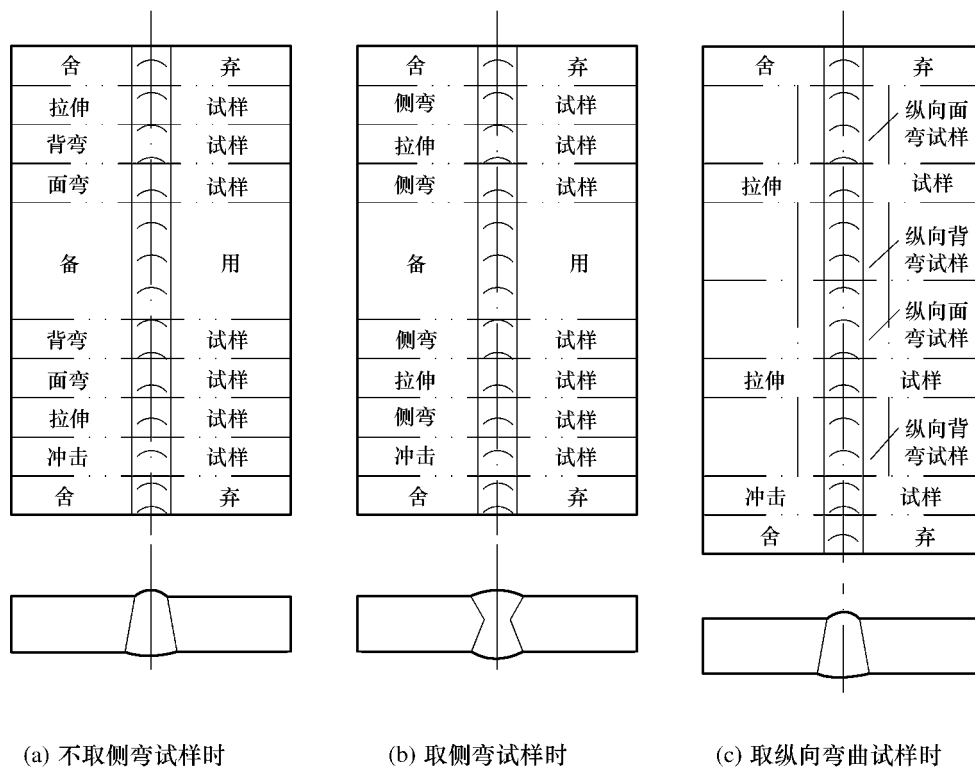 舍 弃
拉伸 试样
背弯 试样
面弯 试样
备 用
背弯 试样
面弯 试样
拉伸 试样
冲击 试样
舍 弃
(a) 不取侧弯试样时
舍 弃
侧弯 试样
拉伸 试样
侧弯 试样
备 用
侧弯 试样
拉伸 试样
侧弯 试样
冲击 试样
舍 弃
(b) 取侧弯试样时
舍 弃
纵向面
弯试样
拉伸 试样
纵向背
弯试样
纵向面
弯试样
拉伸 试样
纵向背
弯试样
冲击 试样
舍 弃
(c) 取纵向弯曲试样时